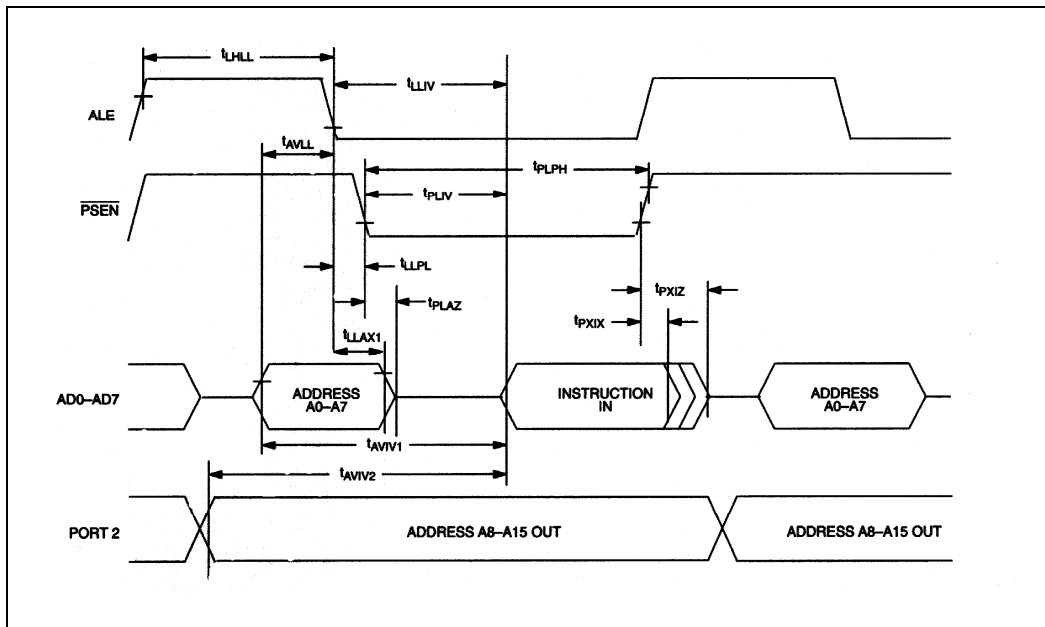 tLHLL
tLLIV
ALE
tAVLL
tPLPH
PSEN
tPLIV
tLLPL
tPLAZ
tPXIZ
tPXIX
tLLAX1
AD0–AD7
ADDRESS
A0–A7
INSTRUCTION
IN
ADDRESS
A0–A7
tAVIV1
tAVIV2
PORT 2
ADDRESS A8–A15 OUT
ADDRESS A8–A15 OUT